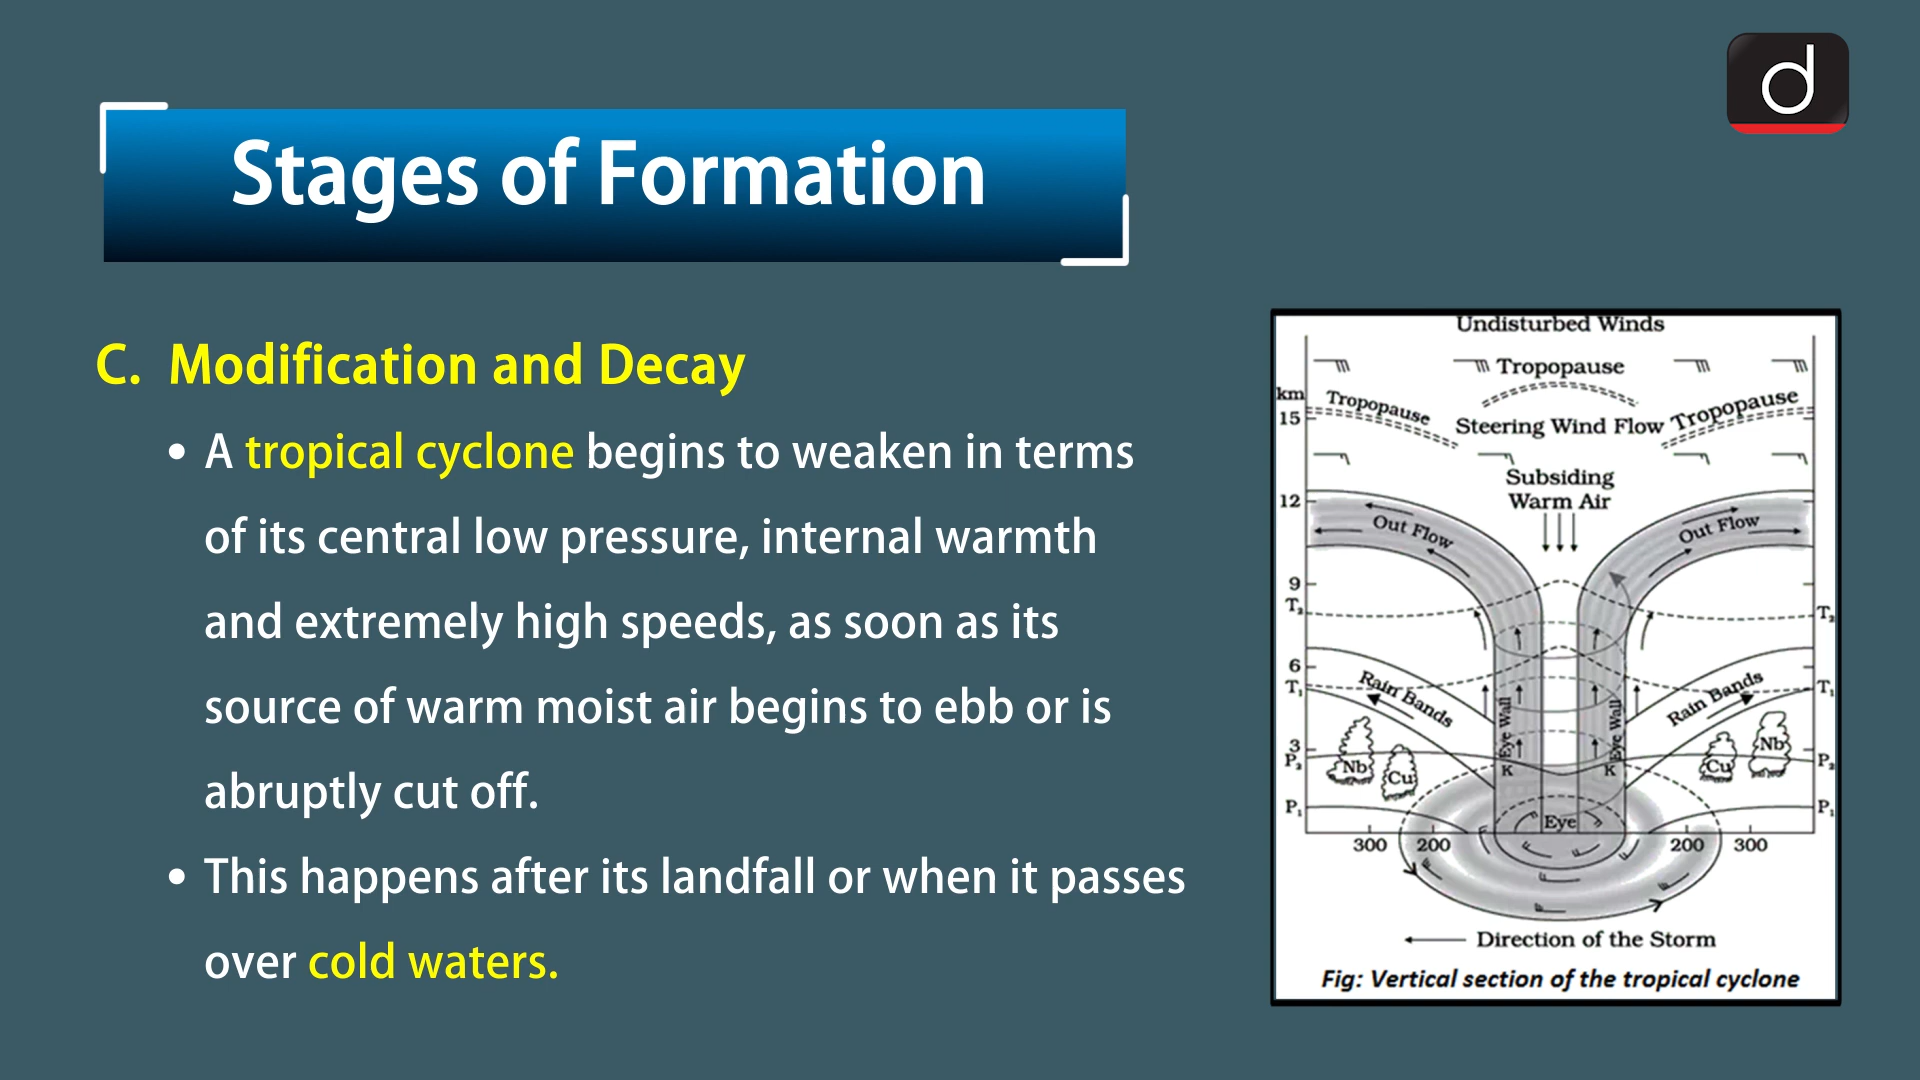 d
Stages of Formation
C. Modification and Decay
• A tropical cyclone begins to weaken in terms
of its central low pressure, internal warmth
and extremely high speeds, as soon as its
source of warm moist air begins to ebb or is
abruptly cut off.
• This happens after its landfall or when it passes
over cold waters.
Undisturbed Winds
Tropopause
km
Tropopause
Tropopause
15
Steering Wind Flow
Subsiding
Warm Air
12
Out Flow
Out Flow
9
T₃
T₃
6
T₁
T₁
Rain Bands
Rain Bands
Eye Wall
Eye Wall
3
P₂
P₂
Nb
Cu
Cu
Nb
K
K
P₁
P₁
Eye
300 200 200 300
Direction of the Storm
Fig: Vertical section of the tropical cyclone